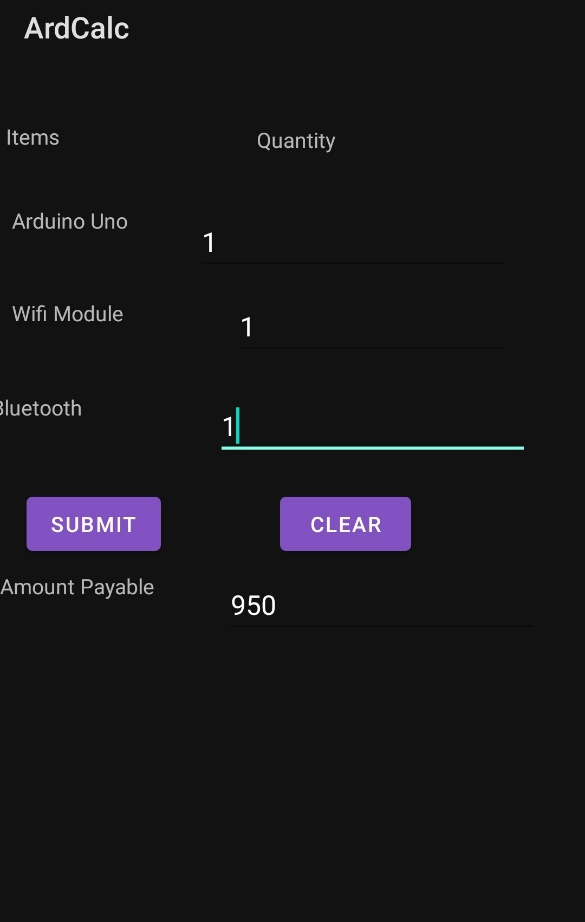 ArdCalc
Items Quantity
Arduino Uno 1
Wifi Module 1
Bluetooth 1
SUBMIT CLEAR
Amount Payable 950